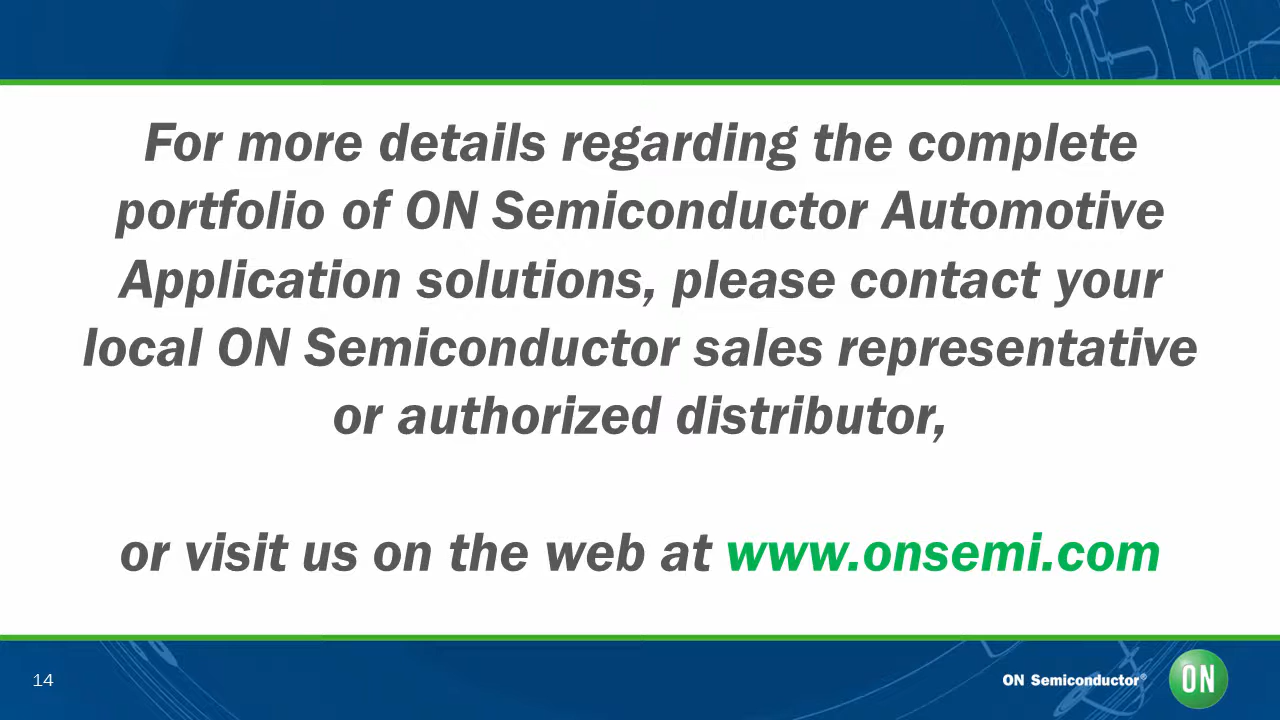 For more details regarding the complete
portfolio of ON Semiconductor Automotive
Application solutions, please contact your
local ON Semiconductor sales representative
or authorized distributor,
or visit us on the web at www.onsemi.com
14
ON Semiconductor®
ON